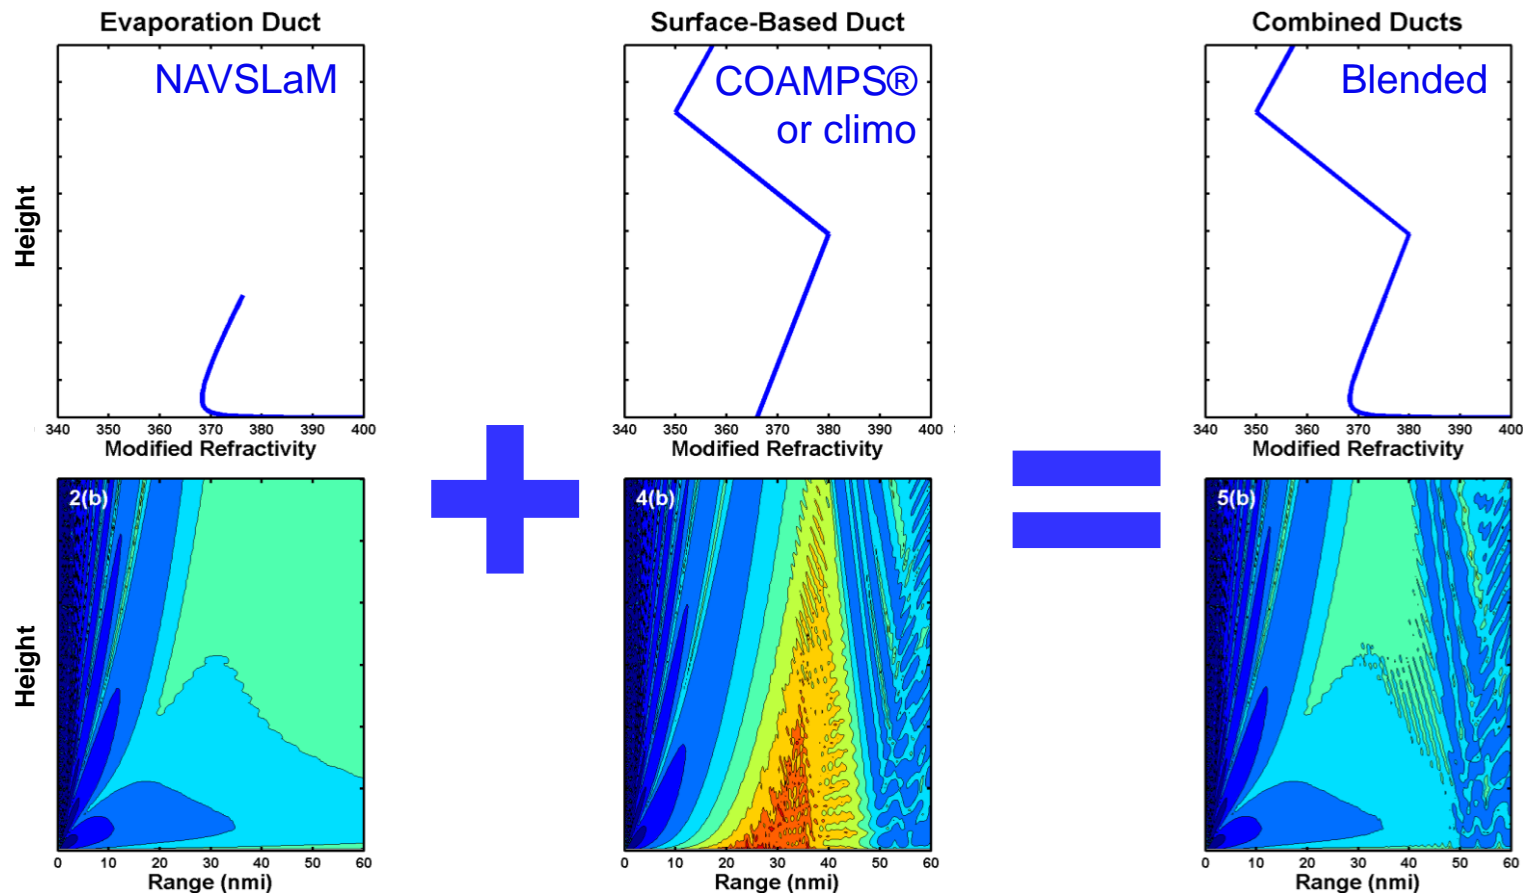 Evaporation Duct
NAVSLaM
Height
340 350 360 370 380 390 400
Modified Refractivity
Surface-Based Duct
COAMPS®
or climo
340 350 360 370 380 390 400
Modified Refractivity
Combined Ducts
Blended
340 350 360 370 380 390 400
Modified Refractivity
2(b)
Height
0 10 20 30 40 50 60
Range (nmi)
+
4(b)
0 10 20 30 40 50 60
Range (nmi)
=
5(b)
0 10 20 30 40 50 60
Range (nmi)